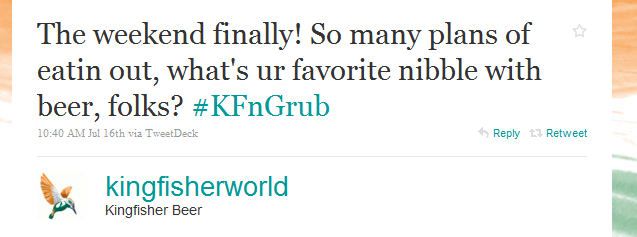 The weekend finally! So many plans of
eatin out, what's ur favorite nibble with
beer, folks? #KFnGrub
10:40 AM Jul 16th via TweetDeck
Reply Retweet
kingfisherworld
Kingfisher Beer